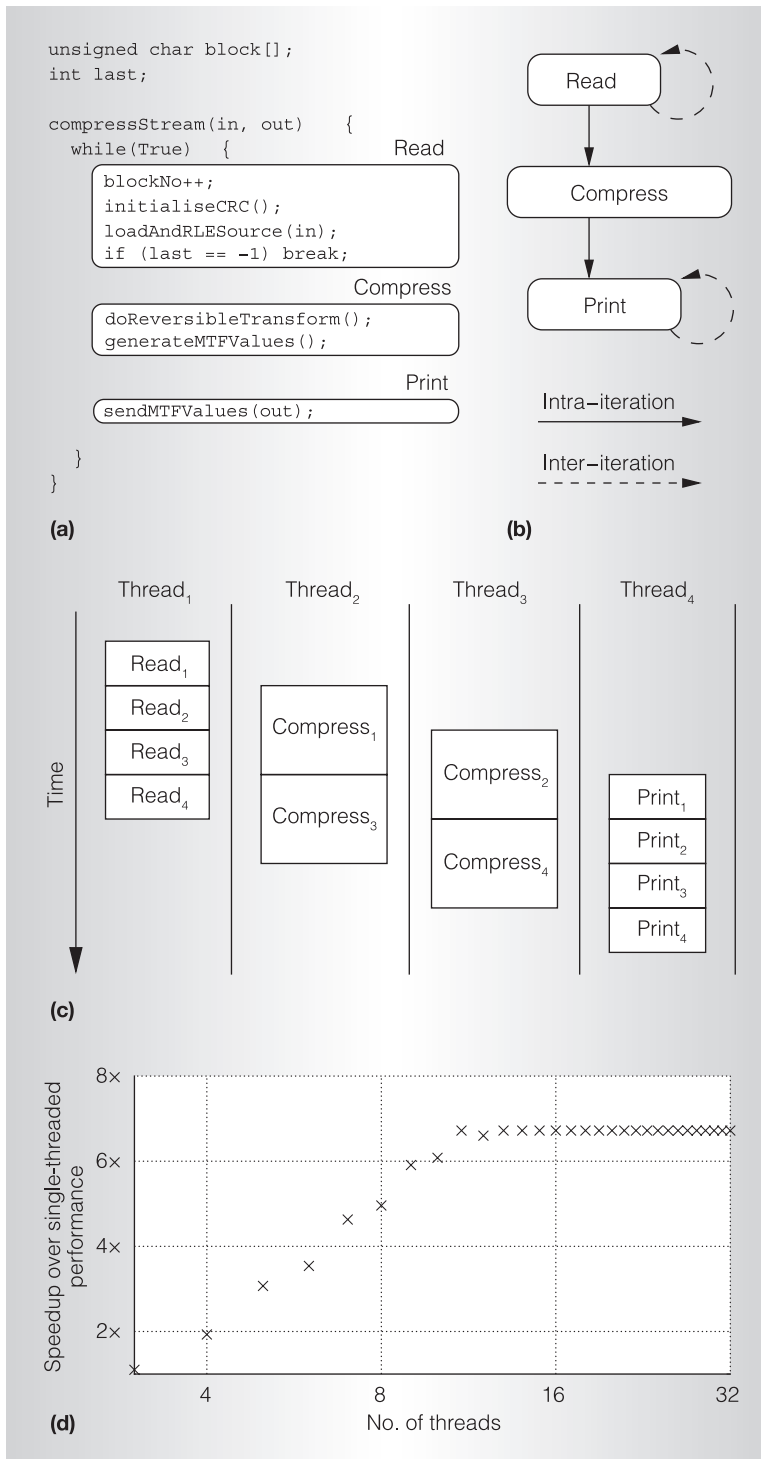 unsigned char block[];
int last;
compressStream(in, out) {
while(True) {
Read
blockNo++;
initialiseCRC();
loadAndRLESource(in);
if (last == -1) break;
Compress
doReversibleTransform();
generateMTFValues();
Print
sendMTFValues(out);
}
}
(a)
Read
Compress
Print
Intra–iteration
Inter–iteration
(b)
Thread₁ Thread₂ Thread₃ Thread₄
Time
Read₁
Read₂
Read₃
Read₄
Compress₁
Compress₃
Compress₂
Compress₄
Print₁
Print₂
Print₃
Print₄
(c)
Speedup over single-threaded
performance
8×
6×
4×
2×
4 8 16 32
No. of threads
(d)